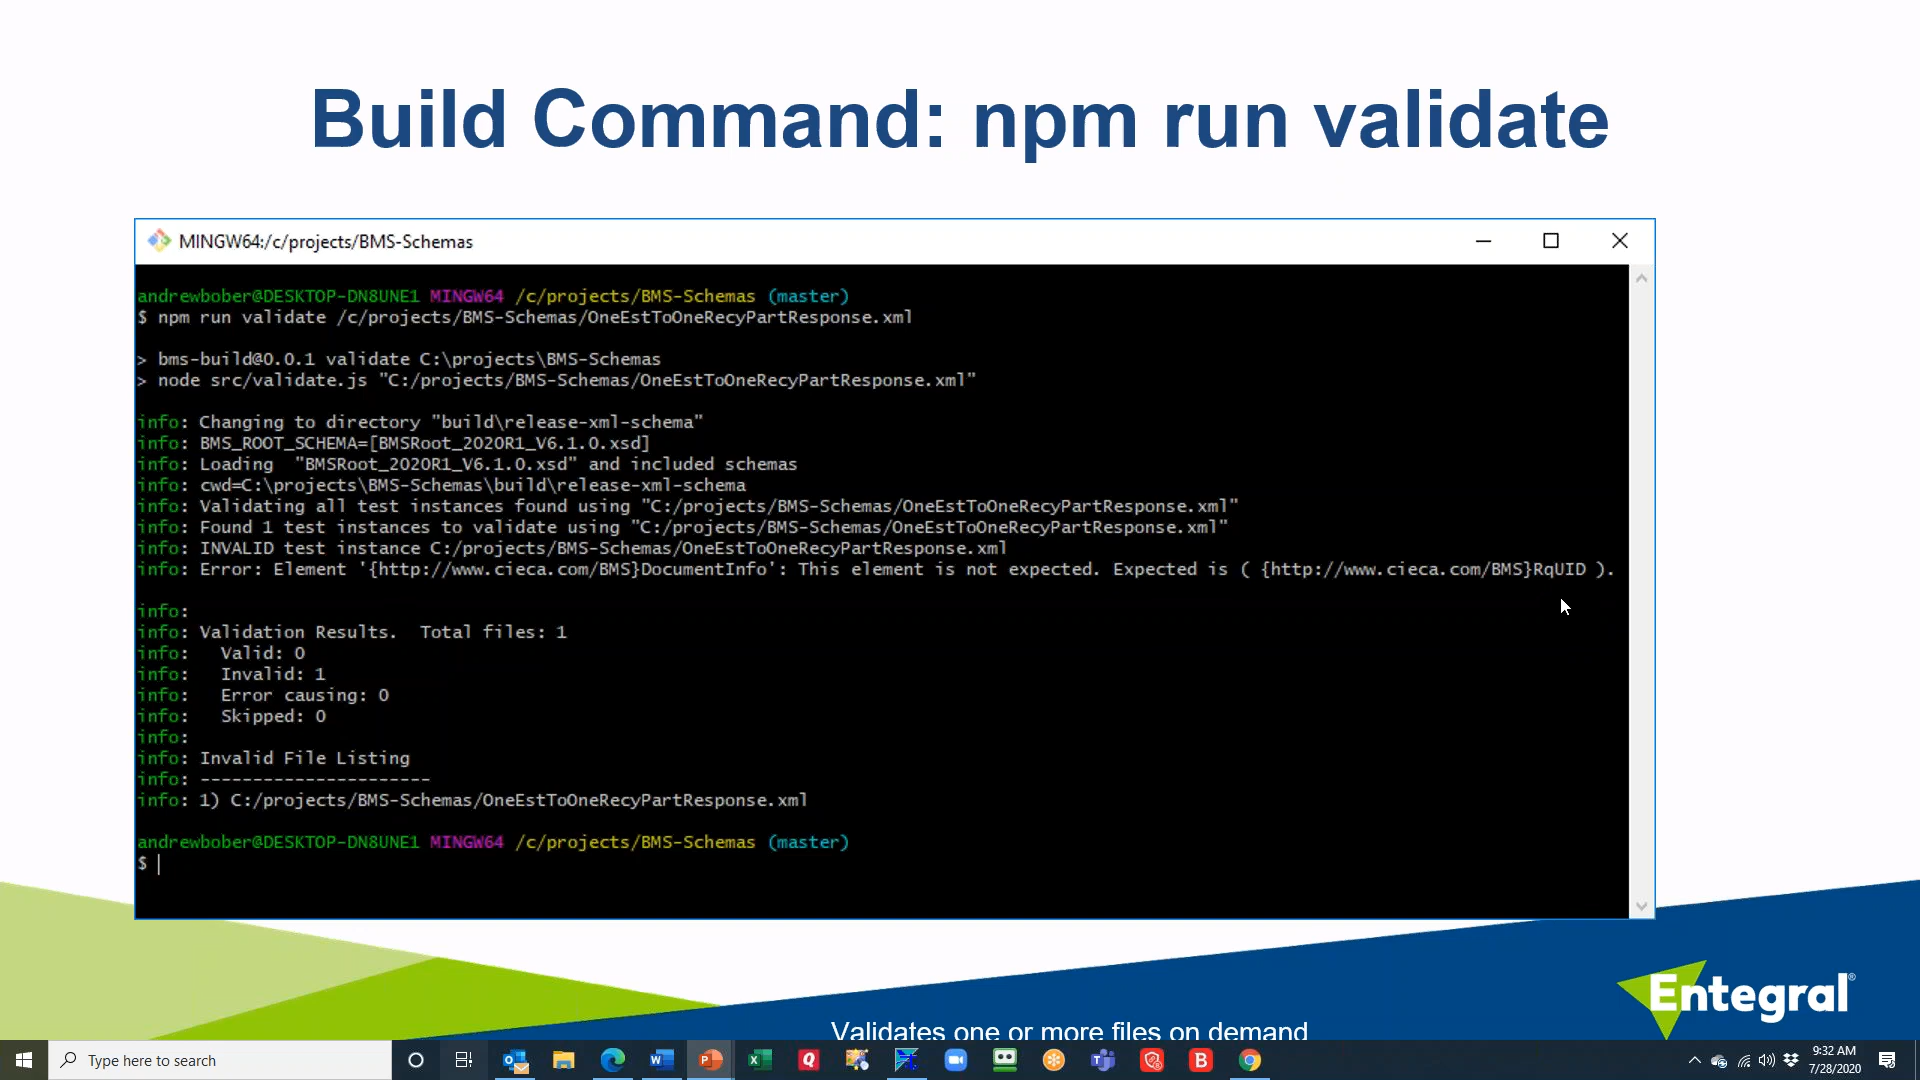 Build Command: npm run validate
MINGW64:/c/projects/BMS-Schemas
andrewbober@DESKTOP-DN8UNE1 MINGW64 /c/projects/BMS-Schemas (master)
$ npm run validate /c/projects/BMS-Schemas/OneEstToOneRecyPartResponse.xml
> bms-build@0.0.1 validate C:\projects\BMS-Schemas
> node src/validate.js "C:/projects/BMS-Schemas/OneEstToOneRecyPartResponse.xml"
info: Changing to directory "build\release-xml-schema"
info: BMS_ROOT_SCHEMA=[BMSRoot_2020R1_V6.1.0.xsd]
info: Loading  "BMSRoot_2020R1_V6.1.0.xsd" and included schemas
info: cwd=C:\projects\BMS-Schemas\build\release-xml-schema
info: Validating all test instances found using "C:/projects/BMS-Schemas/OneEstToOneRecyPartResponse.xml"
info: Found 1 test instances to validate using "C:/projects/BMS-Schemas/OneEstToOneRecyPartResponse.xml"
info: INVALID test instance C:/projects/BMS-Schemas/OneEstToOneRecyPartResponse.xml
info: Error: Element '{http://www.cieca.com/BMS}DocumentInfo': This element is not expected. Expected is ( {http://www.cieca.com/BMS}RqUID ).
info:
info: Validation Results.  Total files: 1
info:   Valid: 0
info:   Invalid: 1
info:   Error causing: 0
info:   Skipped: 0
info:
info: Invalid File Listing
info: ----------------------
info: 1) C:/projects/BMS-Schemas/OneEstToOneRecyPartResponse.xml
andrewbober@DESKTOP-DN8UNE1 MINGW64 /c/projects/BMS-Schemas (master)
$
Entegral®
Validates one or more files on demand
Type here to search
9:32 AM
7/28/2020